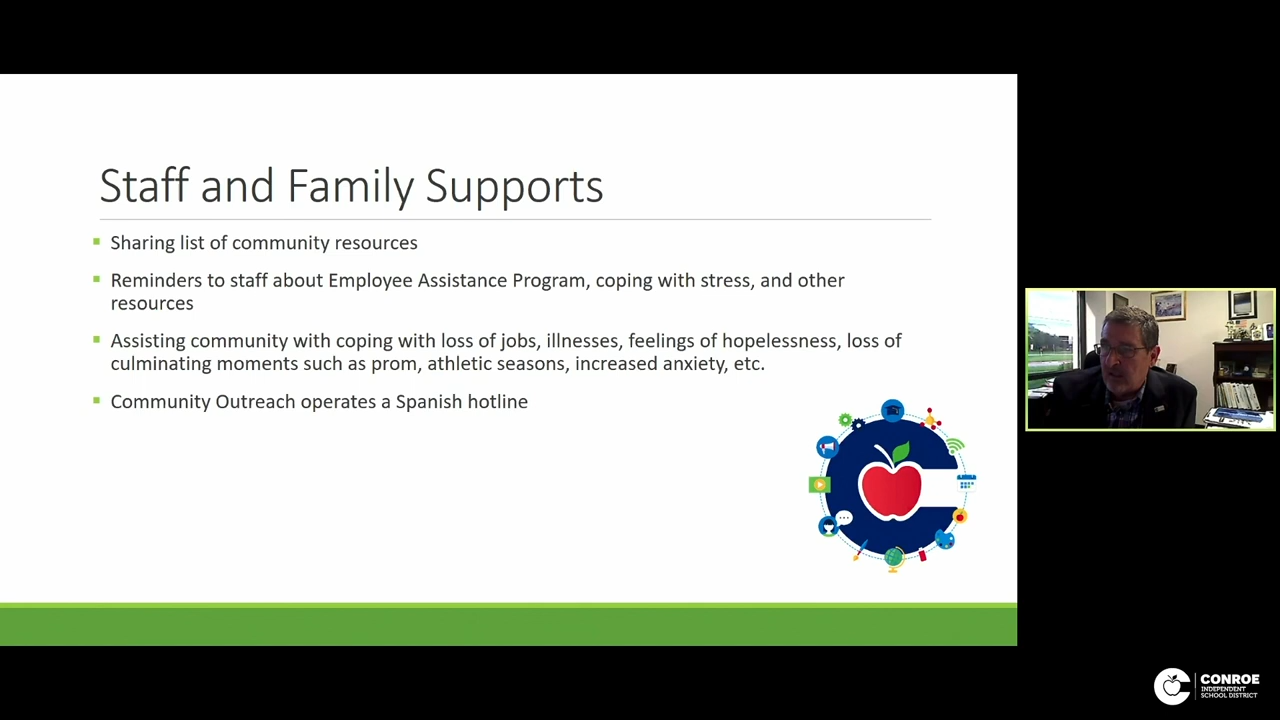 Staff and Family Supports
Sharing list of community resources
Reminders to staff about Employee Assistance Program, coping with stress, and other
resources
Assisting community with coping with loss of jobs, illnesses, feelings of hopelessness, loss of
culminating moments such as prom, athletic seasons, increased anxiety, etc.
Community Outreach operates a Spanish hotline
CONROE
INDEPENDENT
SCHOOL DISTRICT